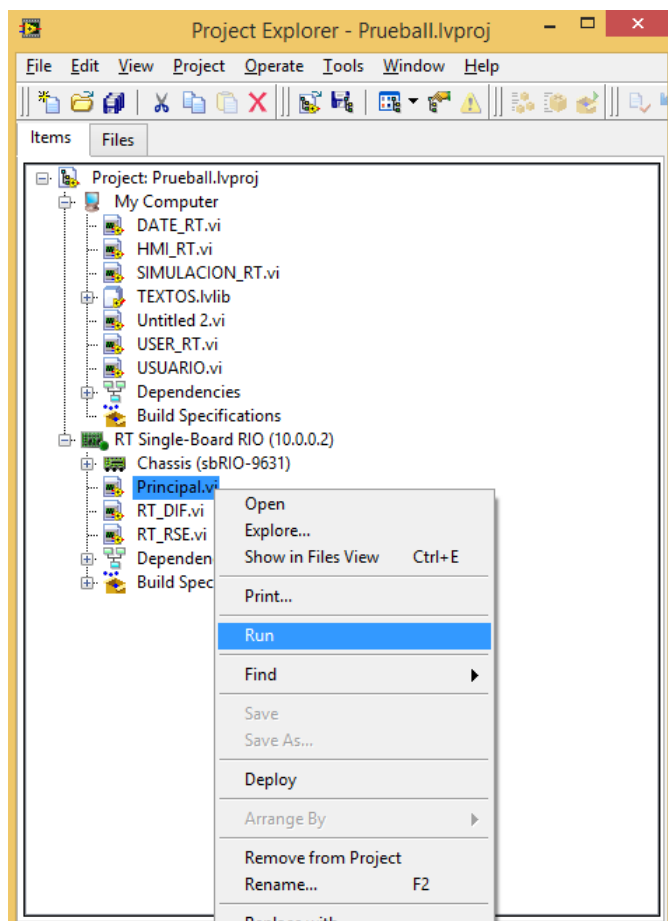 Project Explorer - Prueball.lvproj
File Edit View Project Operate Tools Window Help
Items Files
Project: Prueball.lvproj
My Computer
DATE_RT.vi
HMI_RT.vi
SIMULACION_RT.vi
TEXTOS.lvlib
Untitled 2.vi
USER_RT.vi
USUARIO.vi
Dependencies
Build Specifications
RT Single-Board RIO (10.0.0.2)
Chassis (sbRIO-9631)
Principal.vi
Open
RT_DIF.vi
Explore...
RT_RSE.vi
Show in Files View Ctrl+E
Dependen
Build Spec
Print...
Run
Find
Save
Save As...
Deploy
Arrange By
Remove from Project
Rename... F2
Replace with